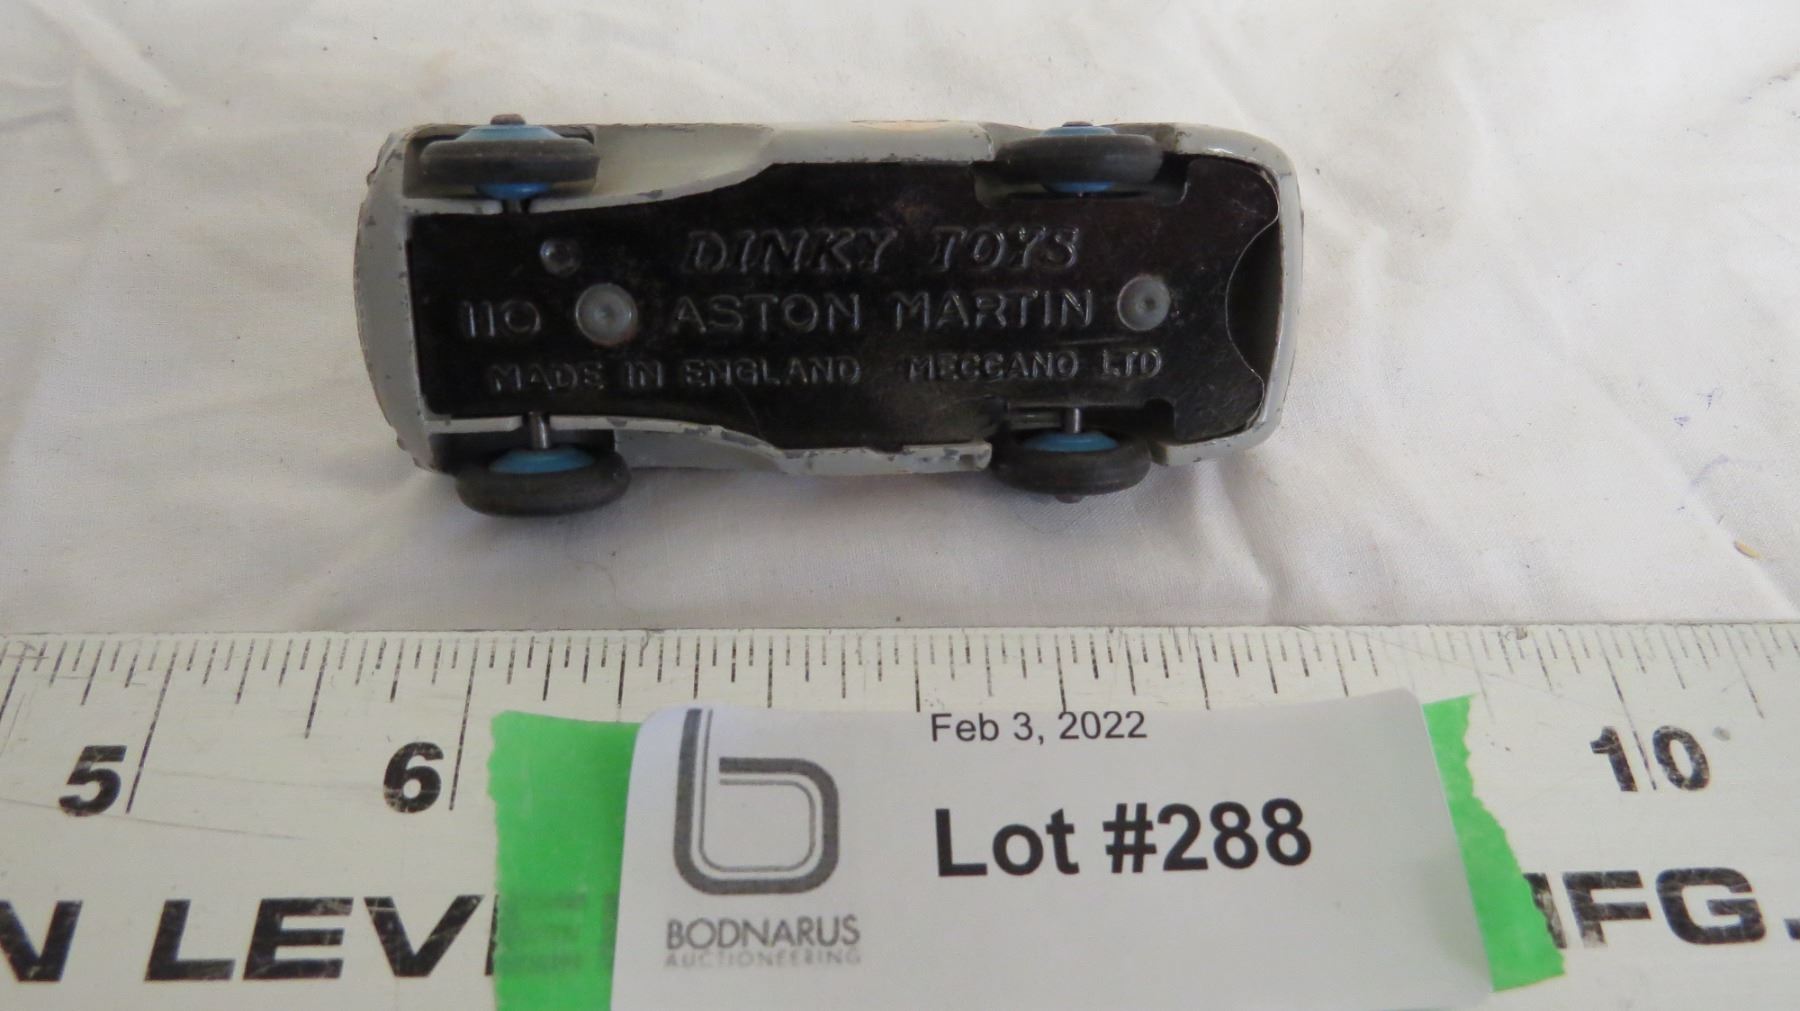 DINKY TOYS
110 ASTON MARTIN
MADE IN ENGLAND MECCANO LTD
5 6 10
Feb 3, 2022
Lot #288
BODNARUS
AUCTIONEERING
N LEV FG.